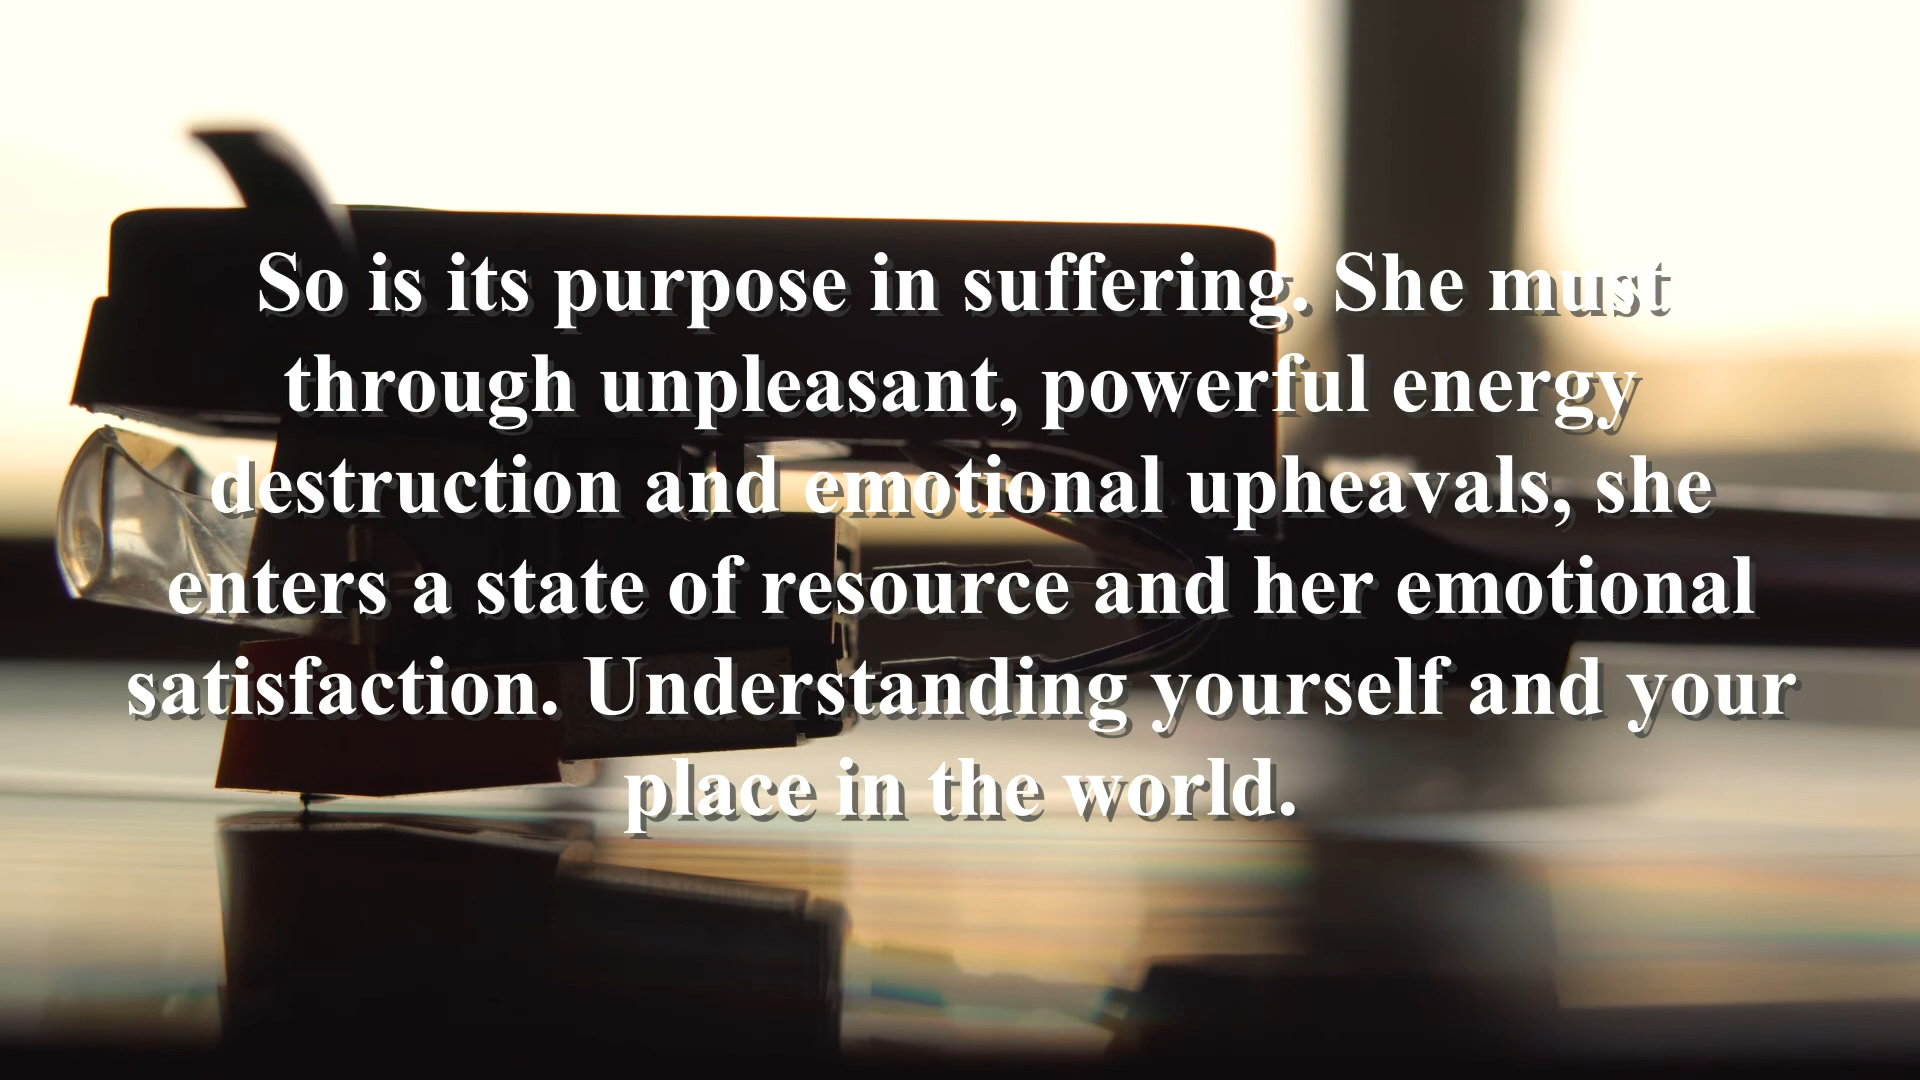 So is its purpose in suffering. She must
through unpleasant, powerful energy
destruction and emotional upheavals, she
enters a state of resource and her emotional
satisfaction. Understanding yourself and your
place in the world.